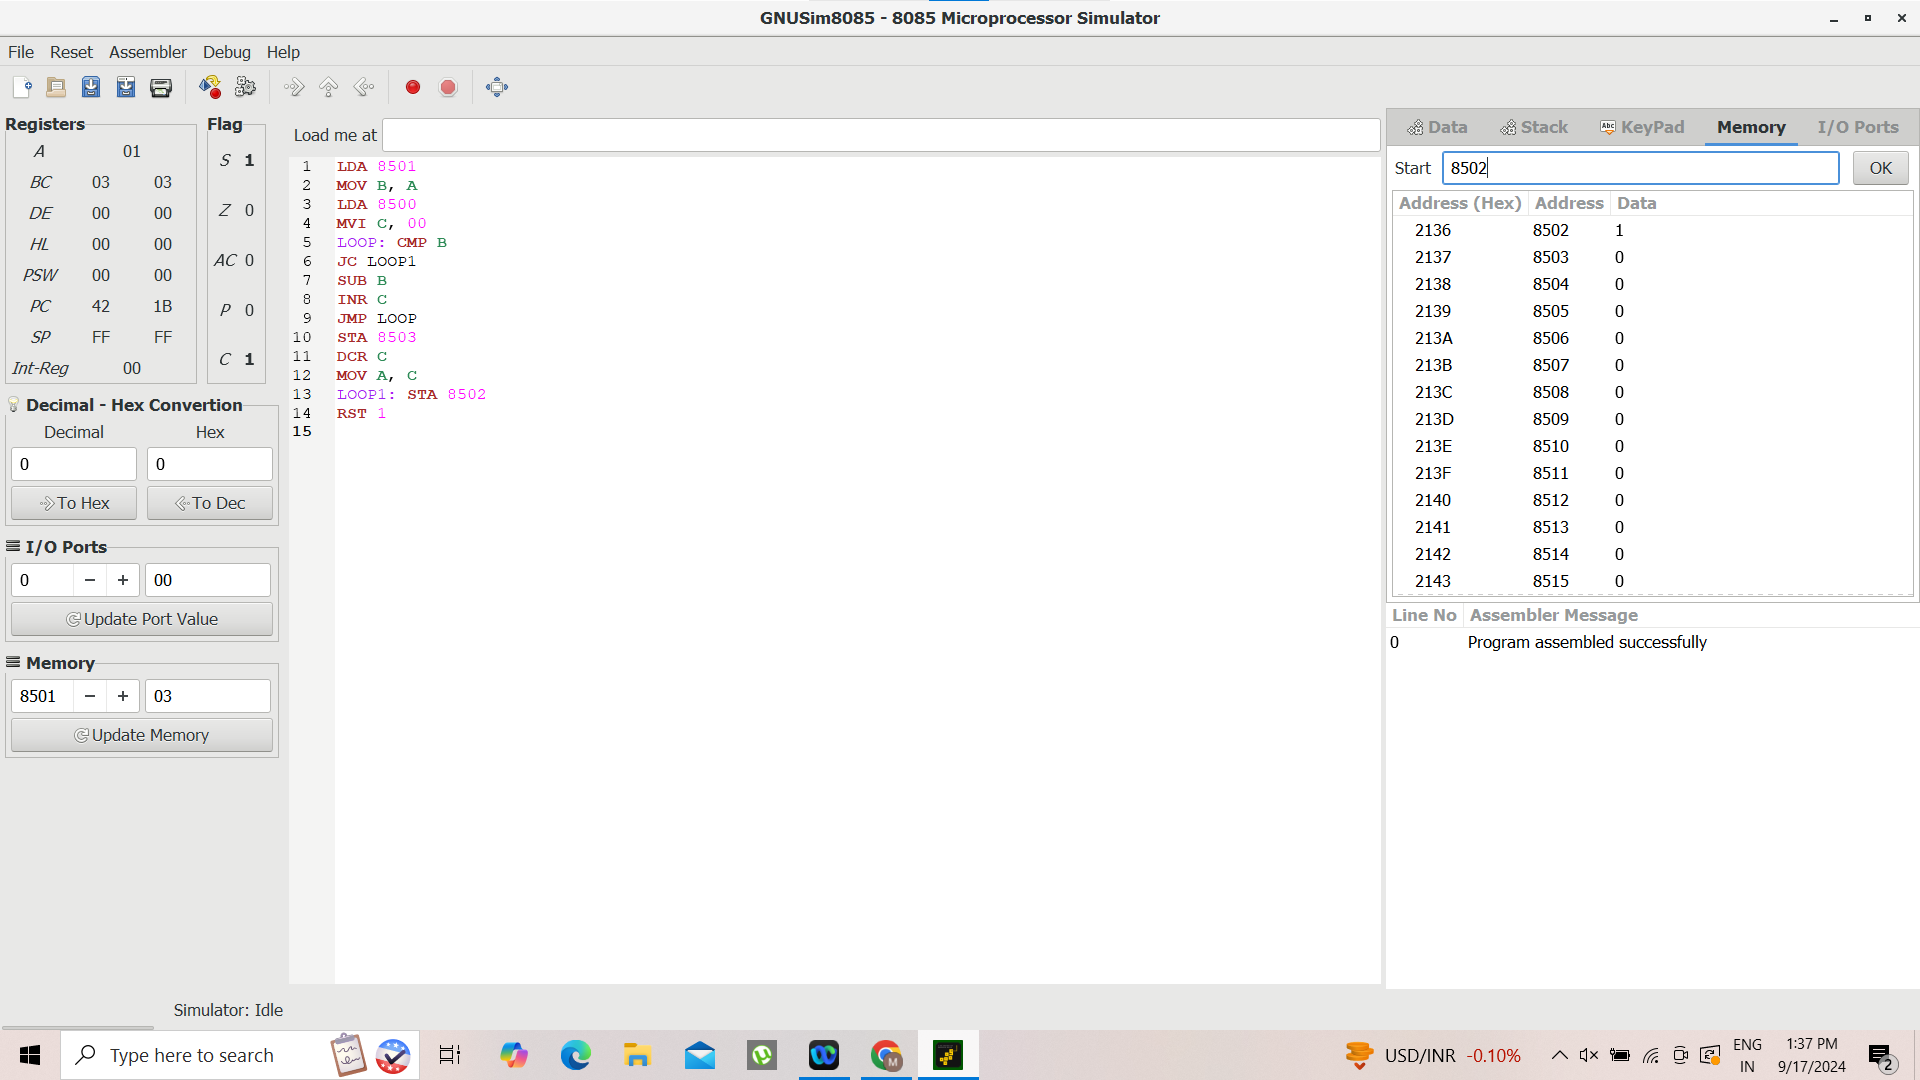 GNUSim8085 - 8085 Microprocessor Simulator
File Reset Assembler Debug Help
Registers
A 01
BC 03 03
DE 00 00
HL 00 00
PSW 00 00
PC 42 1B
SP FF FF
Int-Reg 00
Flag
S 1
Z 0
AC 0
P 0
C 1
Decimal - Hex Convertion
Decimal Hex
0 0
To Hex To Dec
I/O Ports
0 − + 00
Update Port Value
Memory
8501 − + 03
Update Memory
Load me at
1 LDA 8501
2 MOV B, A
3 LDA 8500
4 MVI C, 00
5 LOOP: CMP B
6 JC LOOP1
7 SUB B
8 INR C
9 JMP LOOP
10 STA 8503
11 DCR C
12 MOV A, C
13 LOOP1: STA 8502
14 RST 1
15
Data Stack Abc KeyPad Memory I/O Ports
Start 8502 OK
Address (Hex) Address Data
2136 8502 1
2137 8503 0
2138 8504 0
2139 8505 0
213A 8506 0
213B 8507 0
213C 8508 0
213D 8509 0
213E 8510 0
213F 8511 0
2140 8512 0
2141 8513 0
2142 8514 0
2143 8515 0
Line No Assembler Message
0 Program assembled successfully
Simulator: Idle
Type here to search
M
USD/INR -0.10%
ENG
IN
1:37 PM
9/17/2024
2